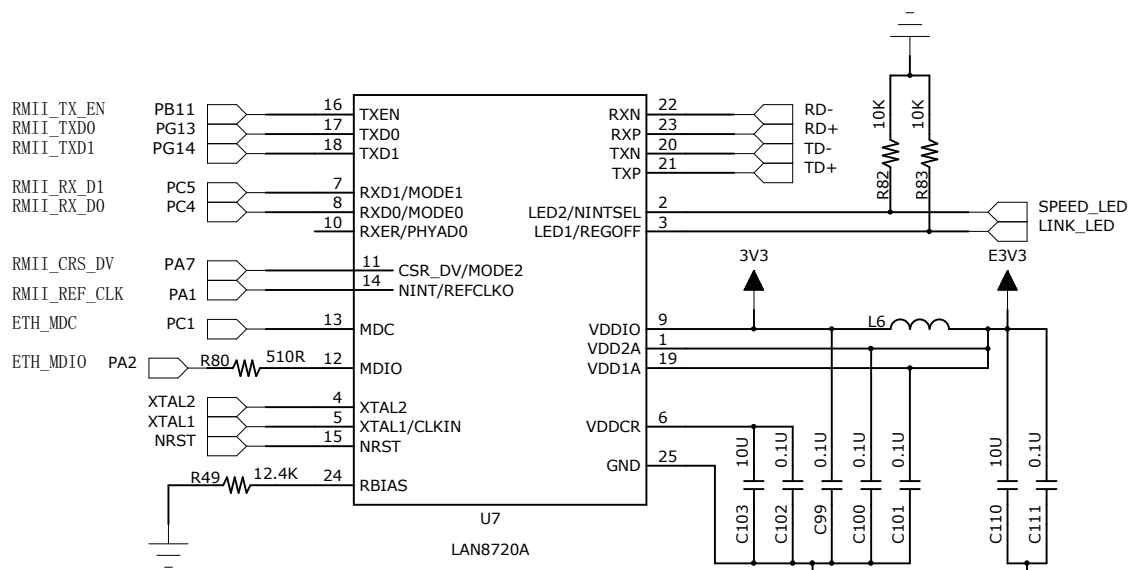 RMII_TX_EN PB11 16 TXEN RXN 22 RD-
RMII_TXD0 PG13 17 TXD0 RXP 23 RD+
RMII_TXD1 PG14 18 TXD1 TXN 20 TD-
TXP 21 TD+
10K 10K
R82 R83
RMII_RX_D1 PC5 7 RXD1/MODE1
RMII_RX_D0 PC4 8 RXD0/MODE0 LED2/NINTSEL 2 SPEED_LED
10 RXER/PHYAD0 LED1/REGOFF 3 LINK_LED
RMII_CRS_DV PA7 11 CSR_DV/MODE2 3V3 E3V3
RMII_REF_CLK PA1 14 NINT/REFCLKO
ETH_MDC PC1 13 MDC VDDIO 9 L6
VDD2A 1
ETH_MDIO PA2 R80 510R 12 MDIO VDD1A 19
XTAL2 4 XTAL2
XTAL1 5 XTAL1/CLKIN VDDCR 6
NRST 15 NRST
GND 25
R49 12.4K 24 RBIAS
10U 0.1U 0.1U 0.1U 0.1U 10U 0.1U
C103 C102 C99 C100 C101 C110 C111
U7
LAN8720A